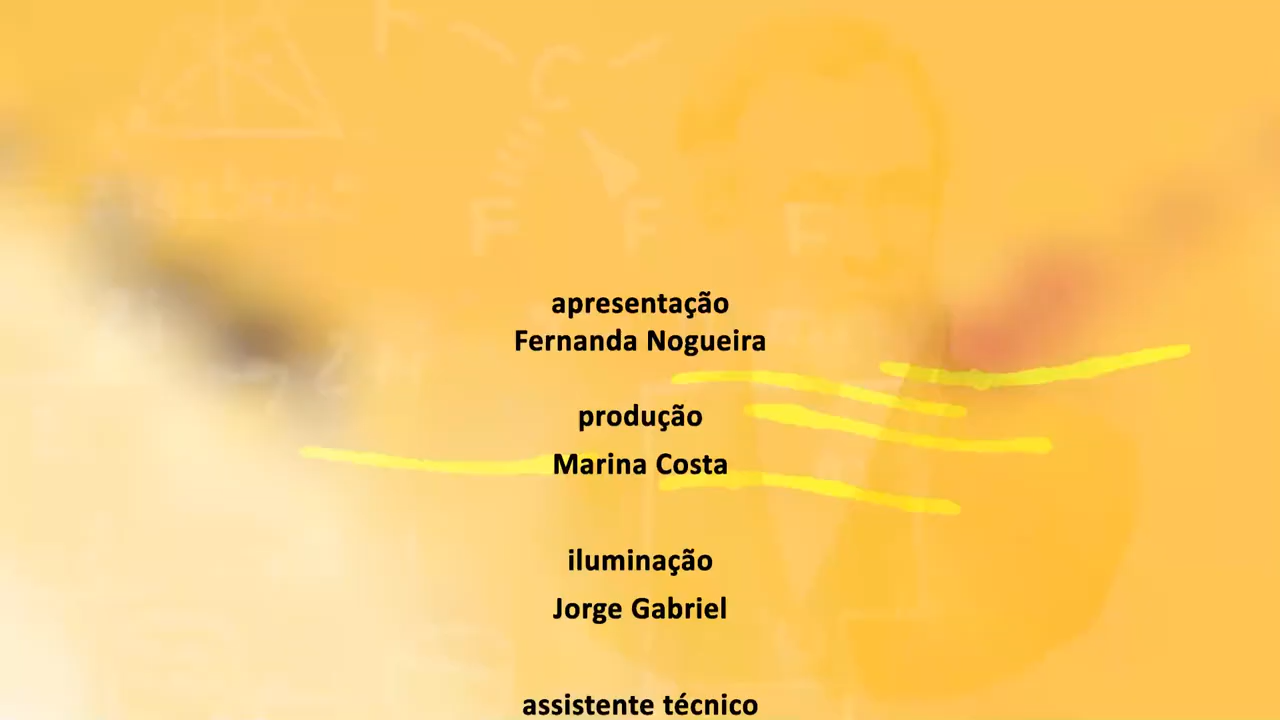 C
F F F
apresentação
Fernanda Nogueira
produção
Marina Costa
iluminação
Jorge Gabriel
assistente técnico